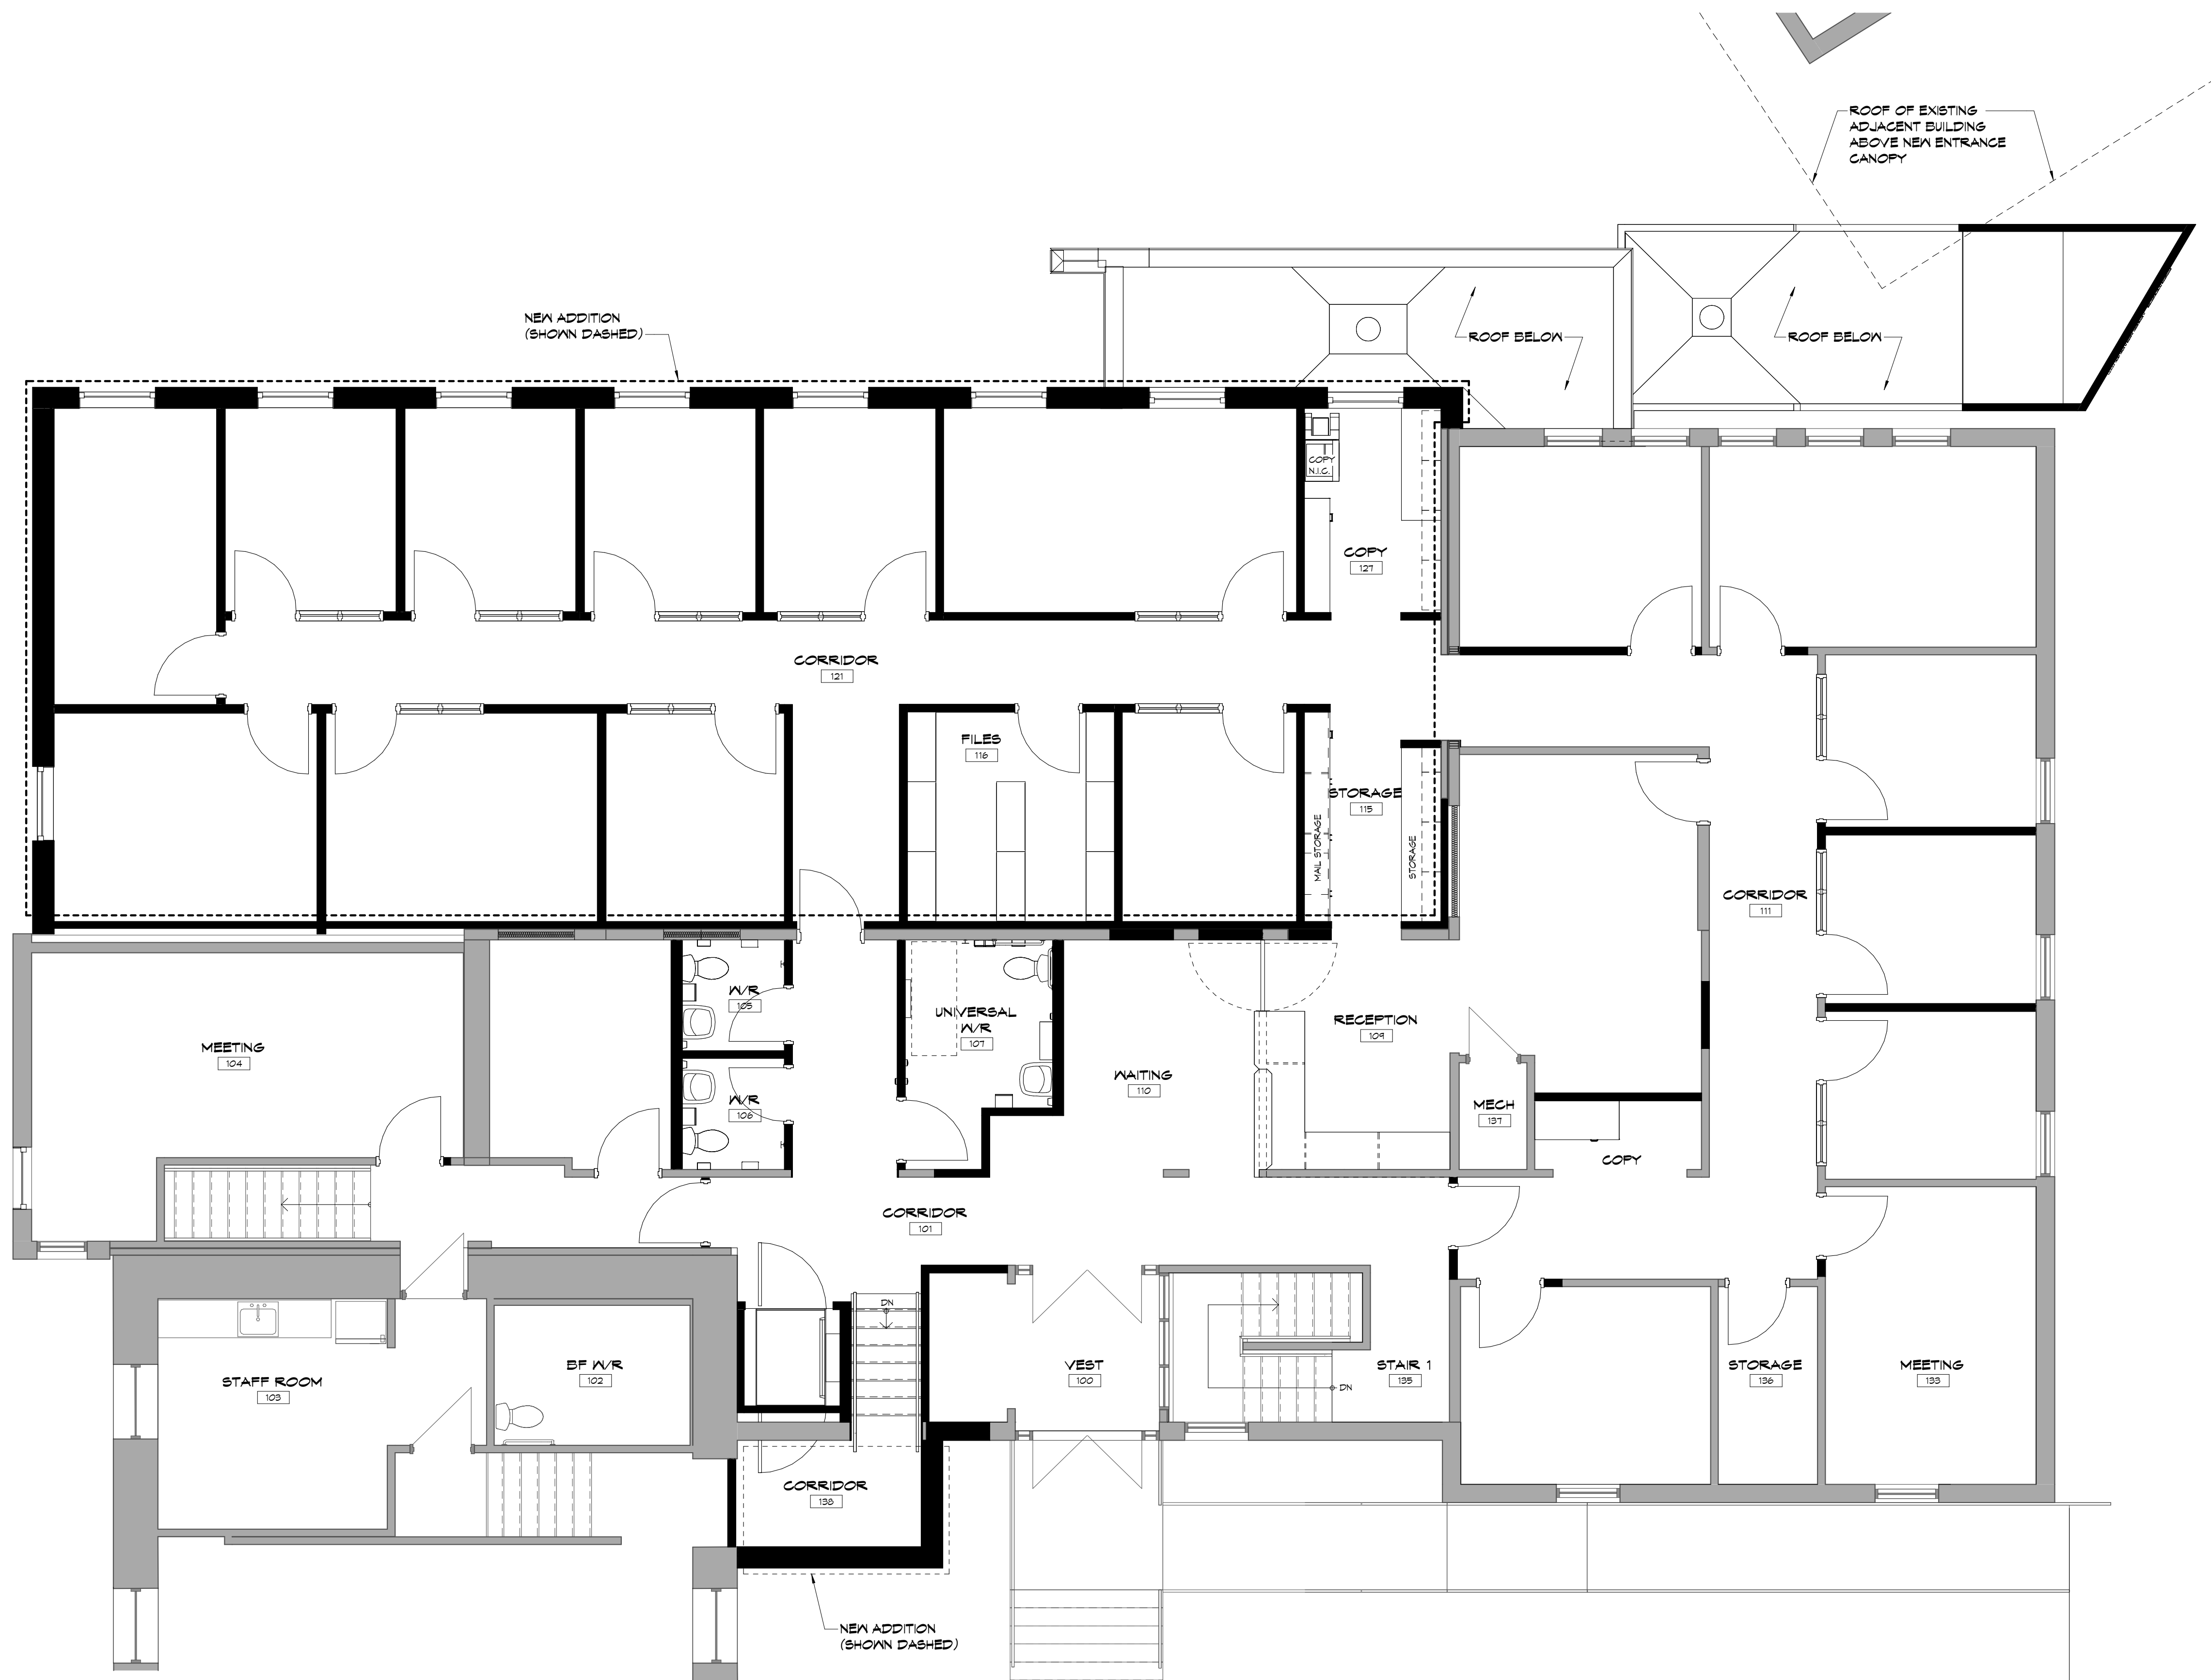 ROOF OF EXISTING
ADJACENT BUILDING
ABOVE NEW ENTRANCE
CANOPY
NEW ADDITION
(SHOWN DASHED)
ROOF BELOW
ROOF BELOW
COPY
N.I.C.
COPY
127
CORRIDOR
121
FILES
116
STORAGE
115
MAIL STORAGE
STORAGE
CORRIDOR
111
W/R
105
UNIVERSAL
W/R
107
RECEPTION
109
MEETING
104
WAITING
110
W/R
106
MECH
137
COPY
CORRIDOR
101
DN
STAFF ROOM
103
BF W/R
102
VEST
100
STAIR 1
135
DN
STORAGE
136
MEETING
133
CORRIDOR
138
NEW ADDITION
(SHOWN DASHED)